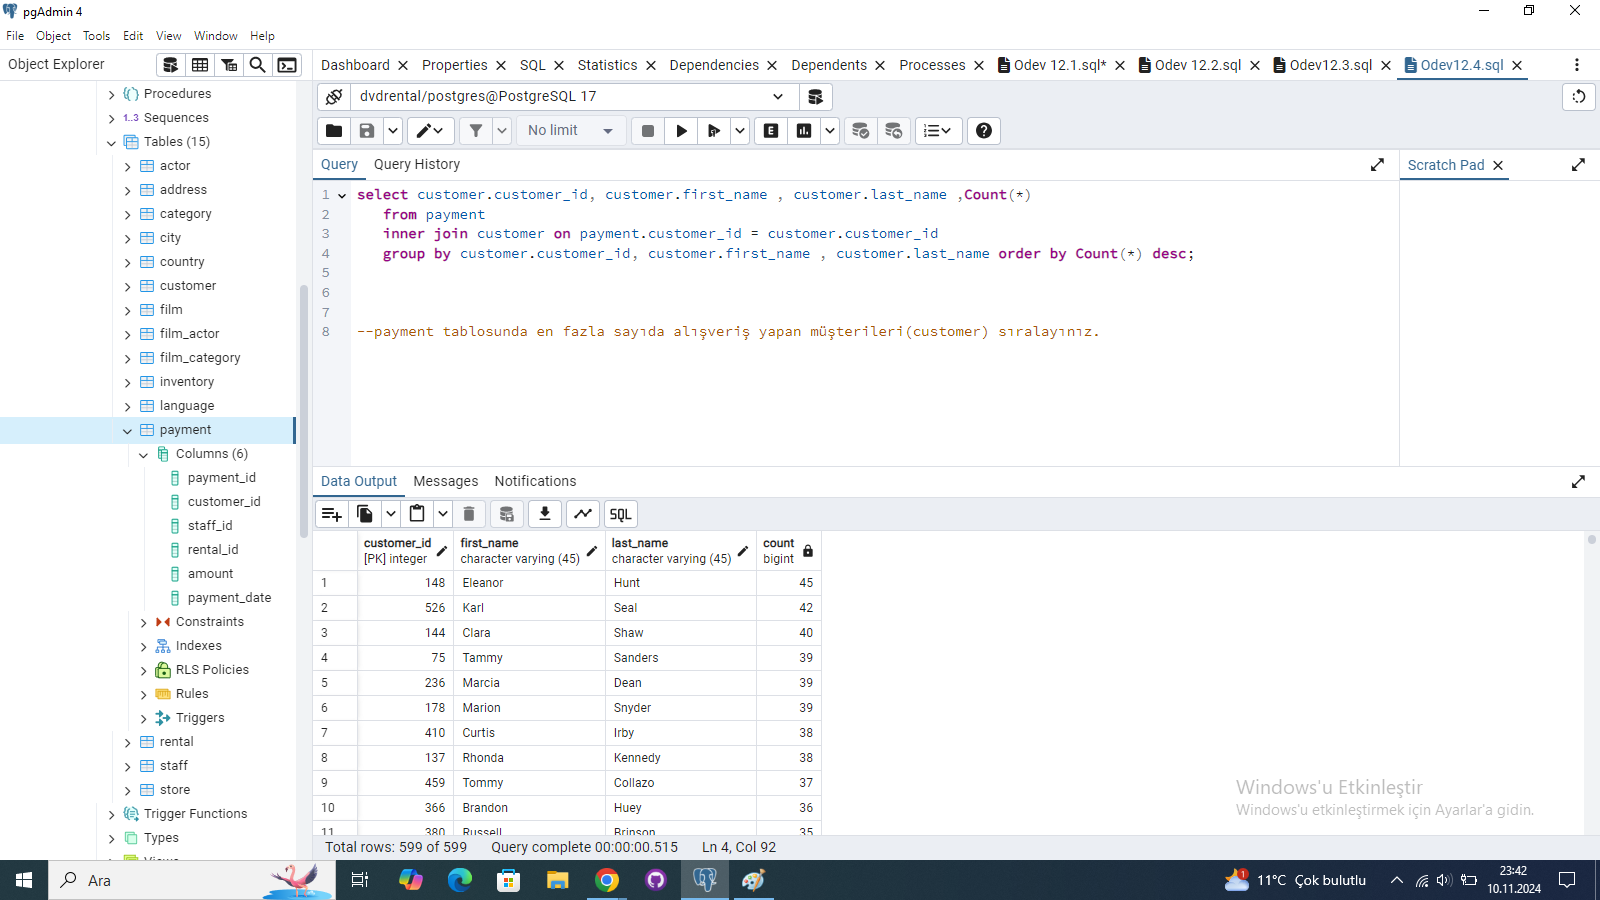 pgAdmin 4
File Object Tools Edit View Window Help
Object Explorer
Dashboard Properties SQL Statistics Dependencies Dependents Processes Odev 12.1.sql* Odev 12.2.sql Odev12.3.sql Odev12.4.sql
dvdrental/postgres@PostgreSQL 17
No limit
E
Query Query History
Scratch Pad
1 select customer.customer_id, customer.first_name , customer.last_name ,Count(*)
2 from payment
3 inner join customer on payment.customer_id = customer.customer_id
4 group by customer.customer_id, customer.first_name , customer.last_name order by Count(*) desc;
5
6
7
8 --payment tablosunda en fazla sayıda alışveriş yapan müşterileri(customer) sıralayınız.
Procedures
1..3 Sequences
Tables (15)
actor
address
category
city
country
customer
film
film_actor
film_category
inventory
language
payment
Columns (6)
payment_id
customer_id
staff_id
rental_id
amount
payment_date
Constraints
Indexes
RLS Policies
Rules
Triggers
rental
staff
store
Trigger Functions
Types
Views
Data Output Messages Notifications
SQL
customer_id first_name last_name count
[PK] integer character varying (45) character varying (45) bigint
1 148 Eleanor Hunt 45
2 526 Karl Seal 42
3 144 Clara Shaw 40
4 75 Tammy Sanders 39
5 236 Marcia Dean 39
6 178 Marion Snyder 39
7 410 Curtis Irby 38
8 137 Rhonda Kennedy 38
9 459 Tommy Collazo 37
10 366 Brandon Huey 36
11 380 Russell Brinson 35
Windows'u Etkinleştir
Windows'u etkinleştirmek için Ayarlar'a gidin.
Total rows: 599 of 599 Query complete 00:00:00.515 Ln 4, Col 92
Ara
1
11°C Çok bulutlu
23:42
10.11.2024